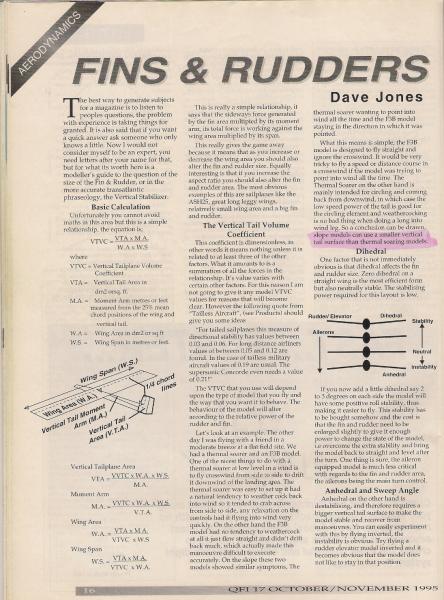 AERODYNAMICS
FINS & RUDDERS
Dave Jones
The best way to generate subjects
for a magazine is to listen to
peoples questions, the problem
with experience is taking things for
granted. It is also said that if you want
a quick answer ask someone who only
knows a little. Now I would not
consider myself to be an expert, you
need letters after your name for that,
but for what its worth here is a
modeller's guide to the question of the
size of the Fin & Rudder, or in the
more accurate transatlantic
phraseology, the Vertical Stabilizer.
Basic Calculation
Unfortunately you cannot avoid
maths in this area but this is a simple
relationship, the equation is;
VTVC = VTA x M.A.
W.A x W.S
where
VTVC = Vertical Tailplane Volume
Coefficient
VTA = Vertical Tail Area in
dm2/sq. ft
M.A. = Moment Arm metres or feet
measured from the 25% mean
chord positions of the wing and
vertical tail.
W.A = Wing Area in dm2 or sq ft
W.S. = Wing Span in metres or feet.
Wing Span (W.S.)
1/4 chord
lines
Wing Area (W.A.)
Vertical Tail Moment
Arm (M.A.)
Vertical Tail
Area (V.T.A.)
Vertical Tailplane Area
VTA = VVTC x W.A. x W.S.
M.A.
Moment Arm
M.A. = VVTC x W.A. x W.S.
V.T.A.
Wing Area
W.A. = VTA x M.A.
VTVC x W.S
Wing Span
W.S. = VTA x M.A.
VTVC x W.A.
This is really a simple relationship, it
says that the sideways force generated
by the fin area multiplied by its moment
arm, its total force is working against the
wing area multiplied by its span.
This really gives the game away
because it means that as you increase or
decrease the wing area you should also
alter the fin and rudder size. Equally
interesting is that if you increase the
aspect ratio you should also alter the fin
and rudder area. The most obvious
examples of this are sailplanes like the
ASH25, great long leggy wings,
relatively small wing area and a big fin
and rudder.
The Vertical Tail Volume
Coefficient
This coefficient is dimensionless, in
other words it means nothing unless it is
related to at least three of the other
factors. What it amounts to is a
summation of all the forces in the
relationship. It's value varies with
certain other factors. For this reason I am
not going to give any model VTVC
values for reasons that will become
clear. However the following quote from
"Tailless Aircraft", (see Products) should
give you some idea:
"For tailed sailplanes this measure of
directional stability has values between
0.03 and 0.06. For long distance airliners
values of between 0.05 and 0.12 are
found. In the case of tailless military
aircraft values of 0.19 are usual. The
supersonic Concorde even needs a value
of 0.21!"
The VTVC that you use will depend
upon the type of model that you fly and
the way that you want it to behave. The
behaviour of the model will alter
according to the relative power of the
rudder and fin.
Let's look at an example. The other
day I was flying with a friend in a
moderate breeze at a flat field site. We
had a thermal soarer and an F3B model.
One of the nicest things to do with a
thermal soarer at low level in a wind is
to fly crosswind from side to side to drift
it downwind of the landing area. The
thermal soarer was easy to set up it had
a natural tendency to weather cock back
into wind so it tended to crab across
from side to side, any relaxation on the
controls had it flying into wind very
quickly. On the other hand the F3B
model had no tendency to weathercock
at all it just flew straight and didn't drift
back much, which actually made this
manoeuvre difficult to execute
accurately. On the slope these two
models showed similar symptoms. The
thermal soarer wanting to point into
wind all the time and the F3B model
staying in the direction in which it was
pointed.
What this means is simple, the F3B
model is designed to fly straight and
ignore the crosswind. It would be very
tricky to fly a speed or distance course in
a crosswind if the model was trying to
point into wind all the time. The
Thermal Soarer on the other hand is
mainly intended for circling and coming
back from downwind, in which case the
low speed power of the tail is good for
the circling element and weathercocking
is no bad thing when doing a long into
wind leg. So a conclusion can be drawn,
slope models can use a smaller vertical
tail surface than thermal soaring models.
Dihedral
One factor that is not immediately
obvious is that dihedral affects the fin
and rudder size. Zero dihedral on a
straight wing is the most efficient form
but also neutrally stable. The stabilizing
power required for this layout is low.
Rudder/ Elevator
Dihedral
Stability
Ailerons
Neutral
Instability
Anhedral
If you now add a little dihedral say 2
to 3 degrees on each side the model will
have some positive roll stability, thus
making it easier to fly. This stability has
to be bought somehow and the cost is
that the fin and rudder need to be
enlarged slightly to give it enough
power to change the state of the model,
i.e overcome the extra stability and bring
the model back to straight and level after
the turn. One thing is sure, the aileron
equipped model is much less critical
with regards to the fin and rudder area,
the ailerons being the main turn control.
Anhedral and Sweep Angle
Anhedral on the other hand is
destabilising, and therefore requires a
bigger vertical tail surface to make the
model stable and recover from
manoeuvres. You can easily experiment
with this by flying inverted, the
instability is obvious. Try flying a
rudder elevator model inverted and it
becomes obvious that the model does
not like to stay in that position.
16
QFI 17 OCTOBER/NOVEMBER 1995